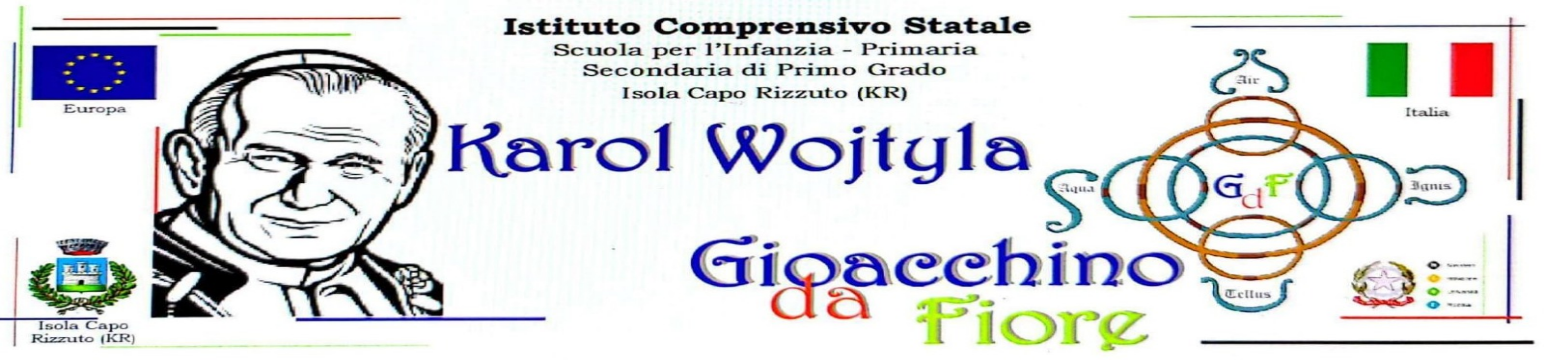 Istituto Comprensivo Statale
Scuola per l'Infanzia - Primaria
Secondaria di Primo Grado
Isola Capo Rizzuto (KR)
Europa
Italia
Karol Wojtyla
Gioacchino
da Fiore
Air
Aqua
GdF
Ignis
Tellus
Isola Capo
Rizzuto (KR)